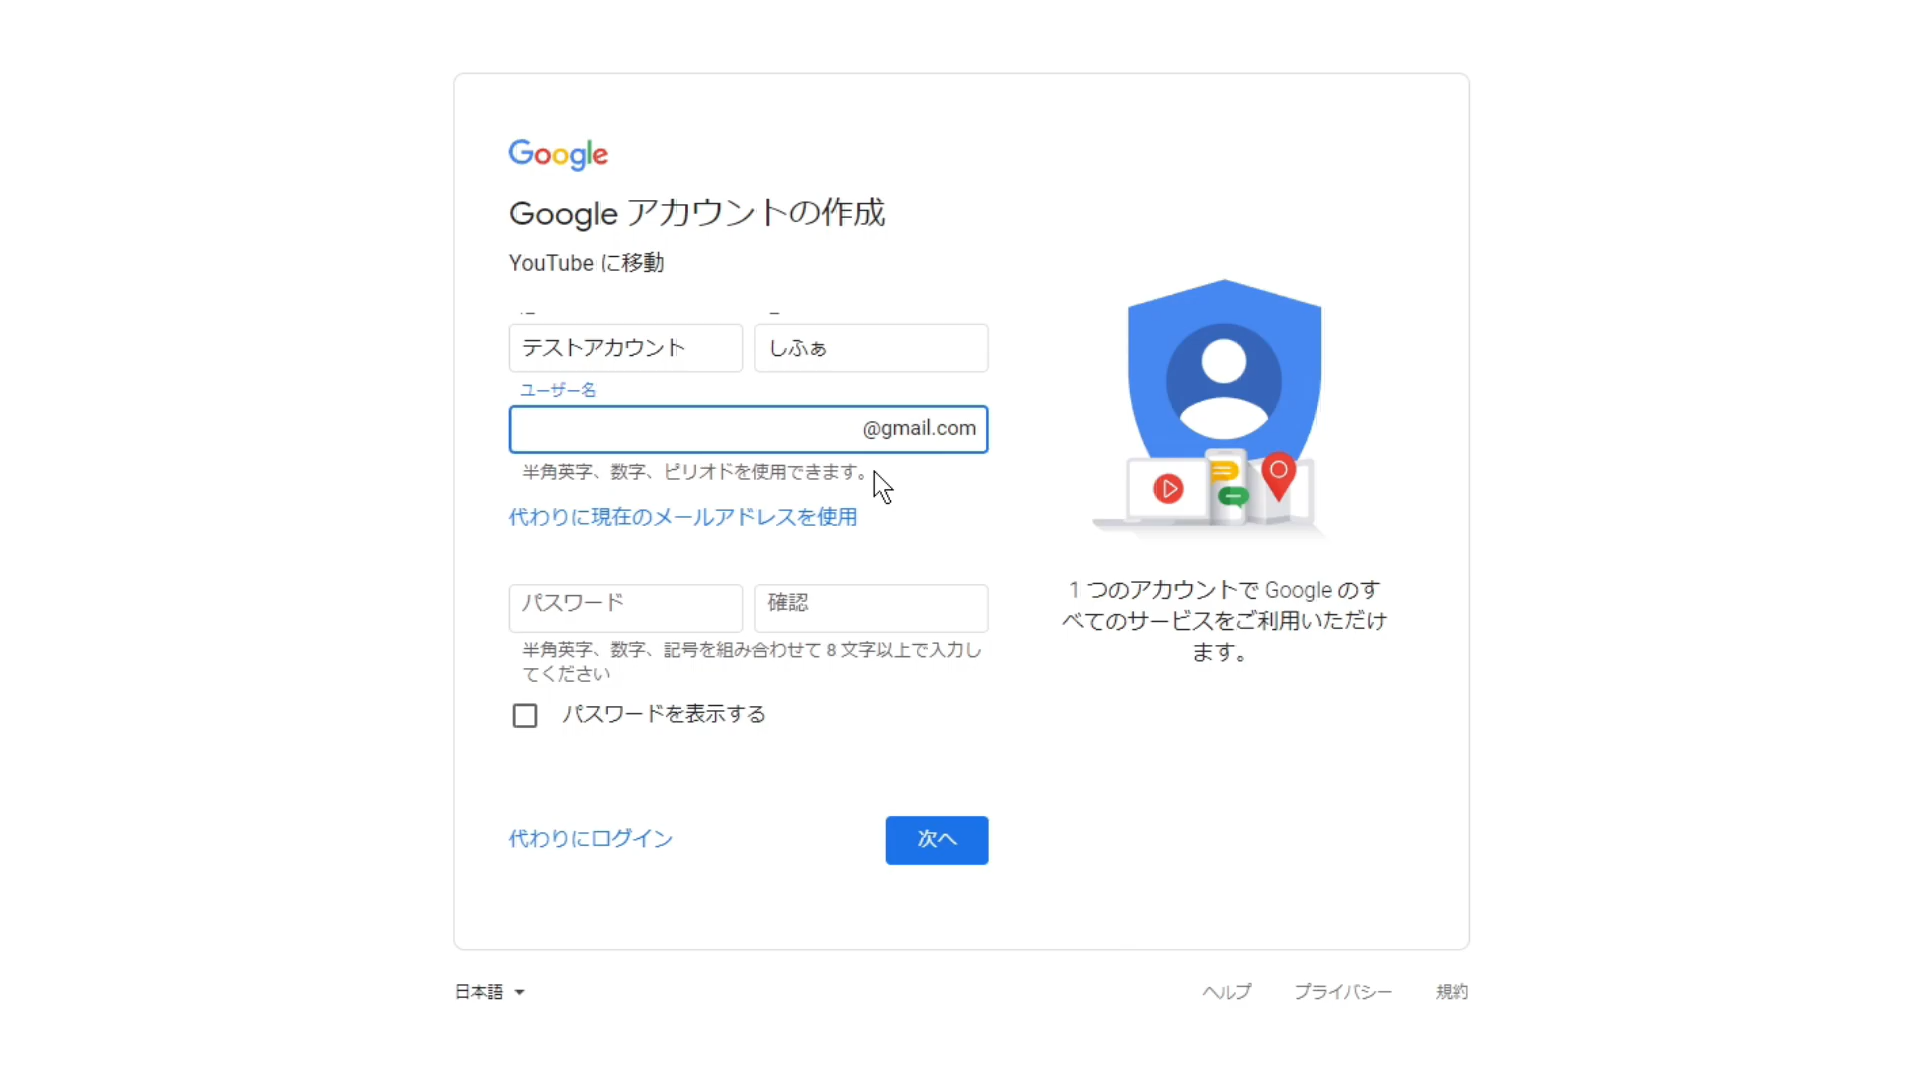 Google
Google アカウントの作成
YouTube に移動
テストアカウント
しふぁ
ユーザー名
@gmail.com
半角英字、数字、ピリオドを使用できます。
代わりに現在のメールアドレスを使用
パスワード
確認
半角英字、数字、記号を組み合わせて 8 文字以上で入力し
てください
パスワードを表示する
代わりにログイン
次へ
1 つのアカウントで Google のす
べてのサービスをご利用いただけ
ます。
日本語
ヘルプ
プライバシー
規約